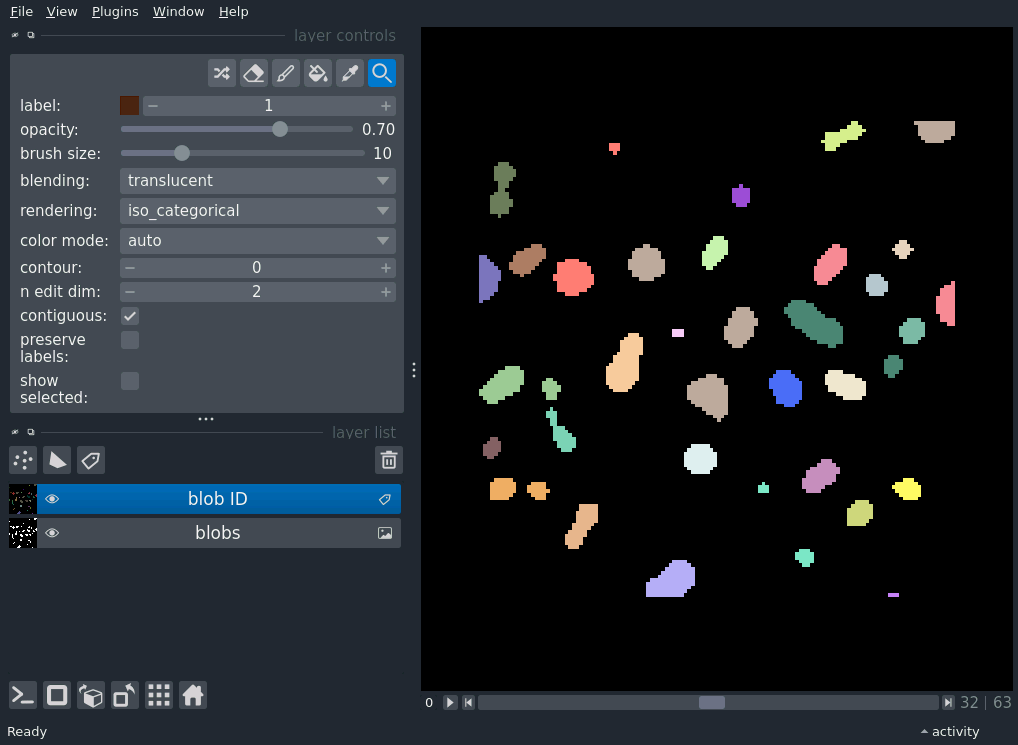 File View Plugins Window Help
layer controls
label: 1
opacity: 0.70
brush size: 10
blending: translucent
rendering: iso_categorical
color mode: auto
contour: 0
n edit dim: 2
contiguous:
preserve
labels:
show
selected:
layer list
blob ID
blobs
0 32 | 63
Ready activity